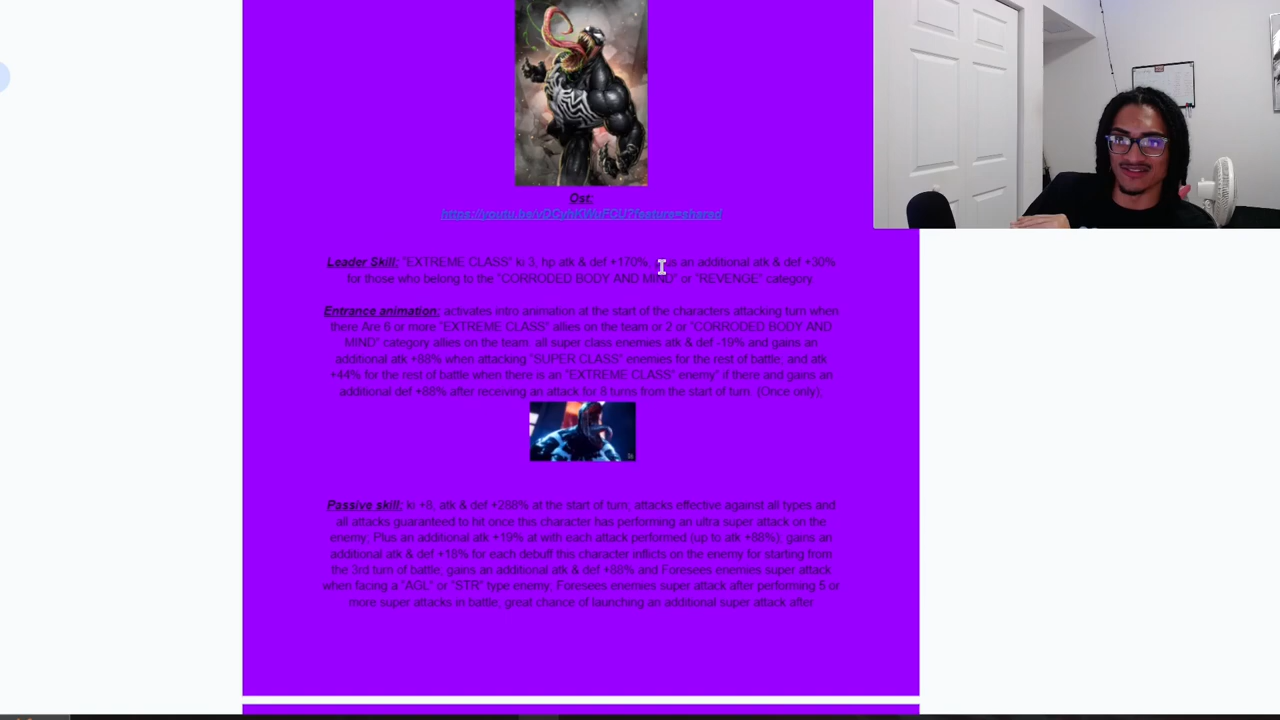 Ost:
Leader Skill: "EXTREME CLASS" ki 3, hp atk & def +170%, an additional atk & def +30%
for those who belong to the "CORRODED BODY AND MIND" or "REVENGE" category
Entrance animation: activates intro animation at the start of the characters attacking turn when
there Are 6 or more "EXTREME CLASS" allies on the team or 2 or "CORRODED BODY AND
MIND" category allies on the team. all super class enemies atk & def -19% and gains an
additional atk +88% when attacking "SUPER CLASS" enemies for the rest of battle, and atk
+44% for the rest of battle when there is an "EXTREME CLASS" enemy" if there and gains an
additional def +88% after receiving an attack for 8 turns from the start of turn. (Once only);
Passive skill: ki +8, atk & def +288% at the start of turn, attacks effective against all types and
all attacks guaranteed to hit once this character has performing an ultra super attack on the
enemy; Plus an additional atk +19% at with each attack performed (up to atk +88%); gains an
additional atk & def +18% for each debuff this character inflicts on the enemy for starting from
the 3rd turn of battle, gains an additional atk & def +88% and Foresees enemies super attack
when facing a "AGL" or "STR" type enemy, Foresees enemies super attack after performing 5 or
more super attacks in battle, great chance of launching an additional super attack after